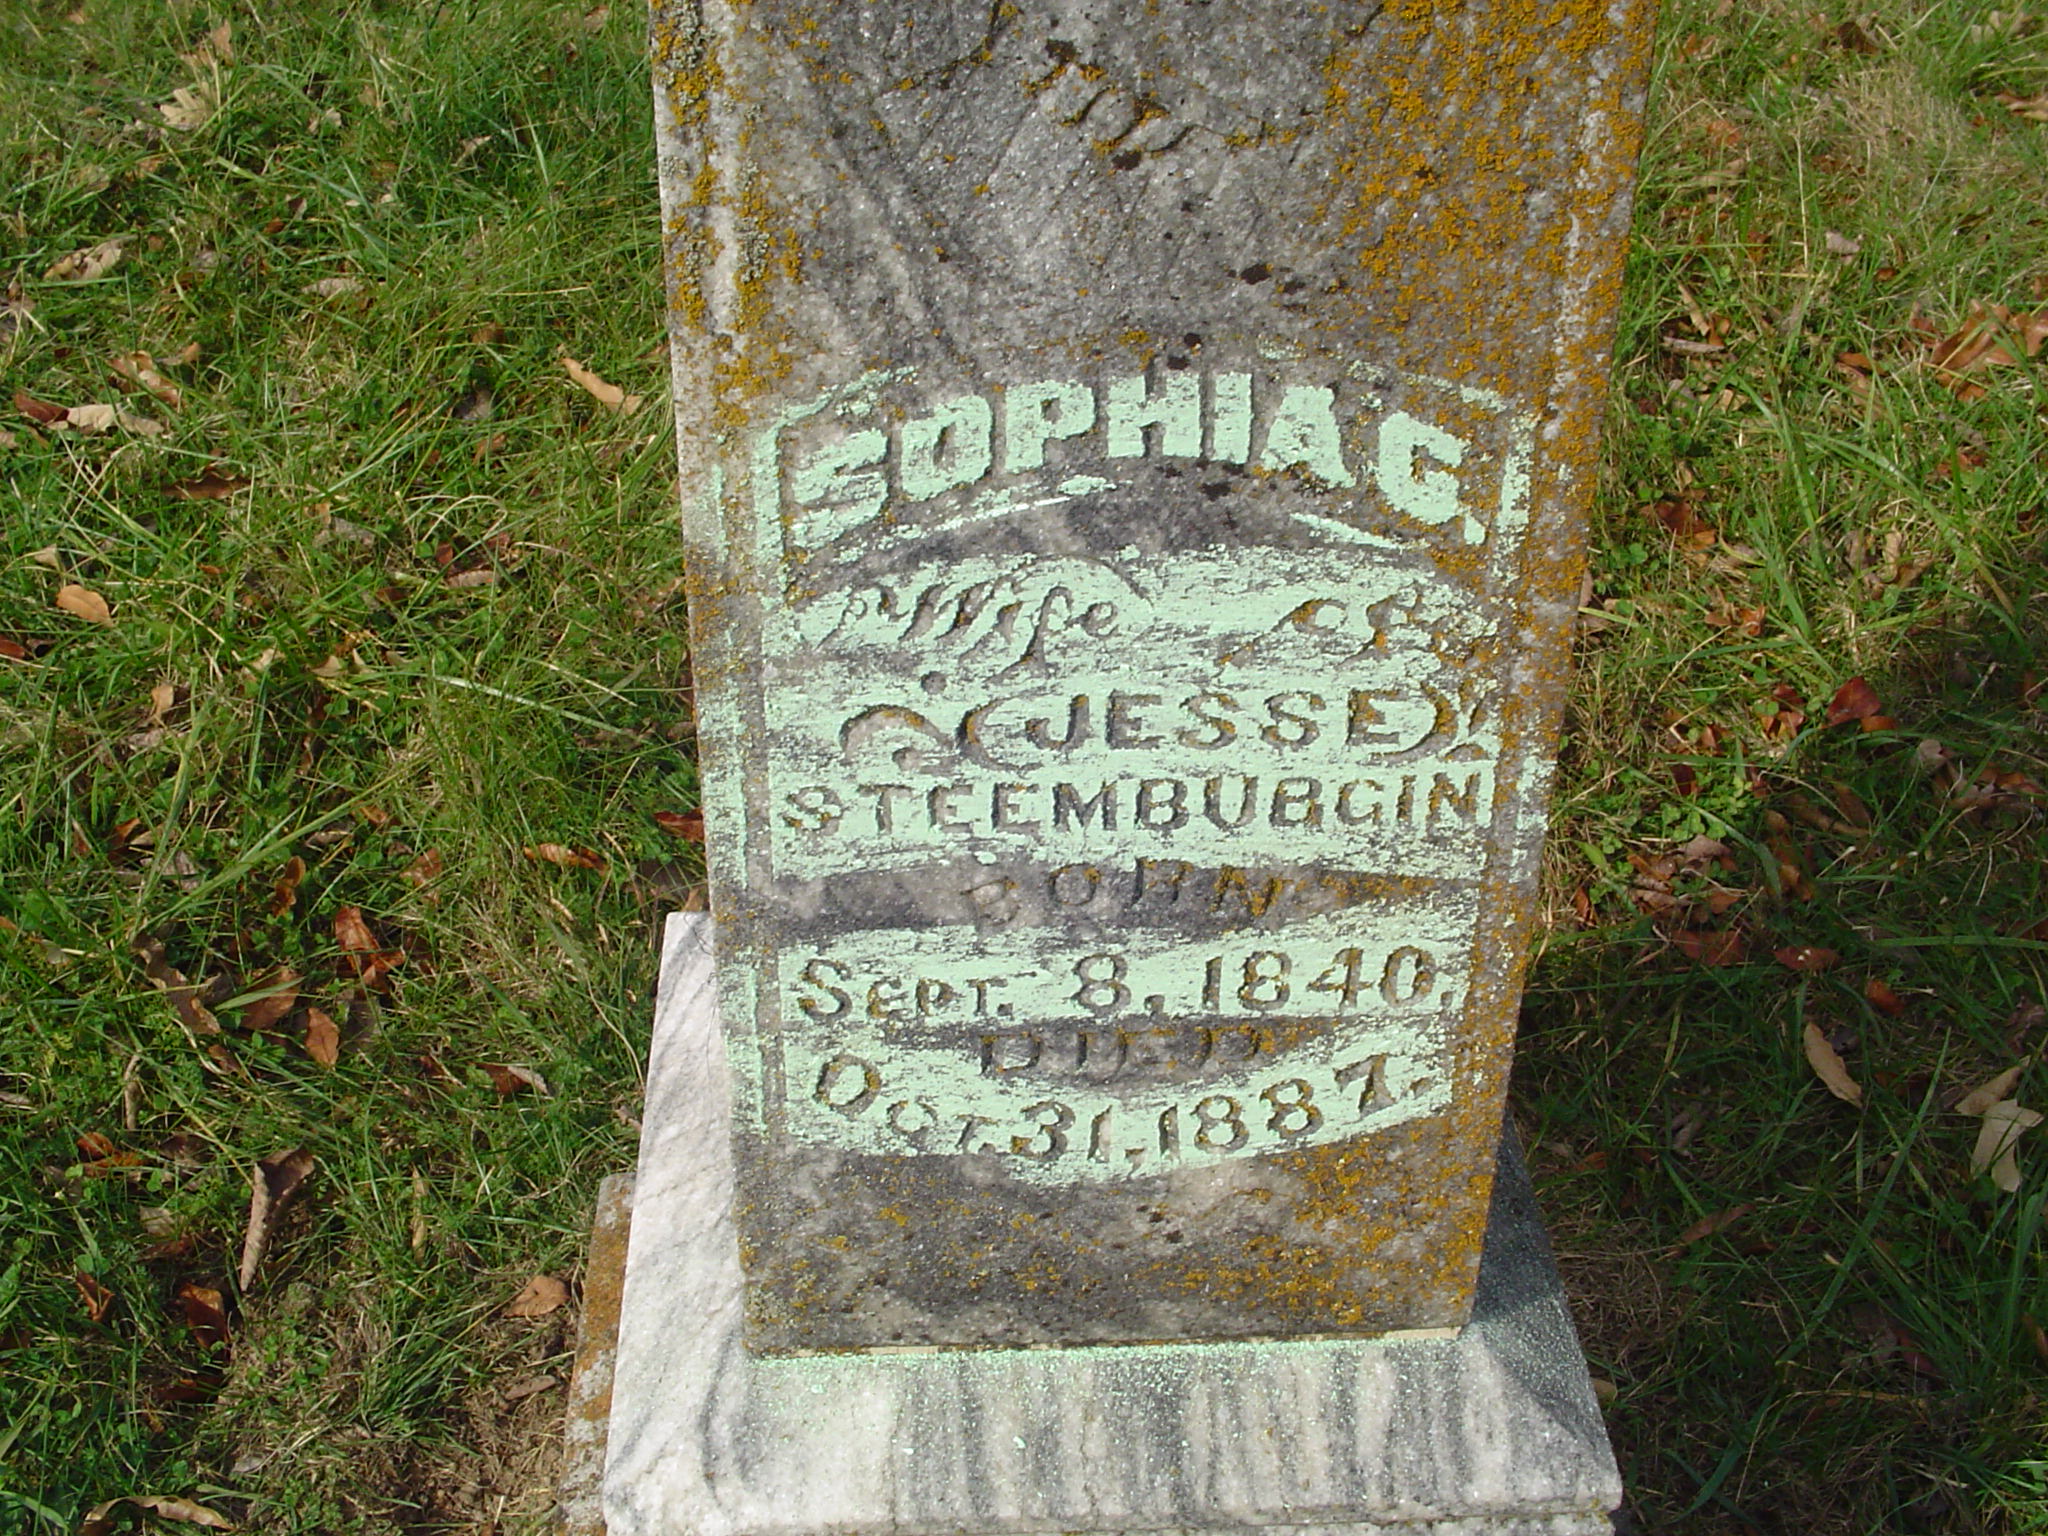 SOPHIA C.
Wife of
JESSE
STEEMBURGIN
BORN
Sept. 8, 1840.
DIED
Oct. 31, 1887.